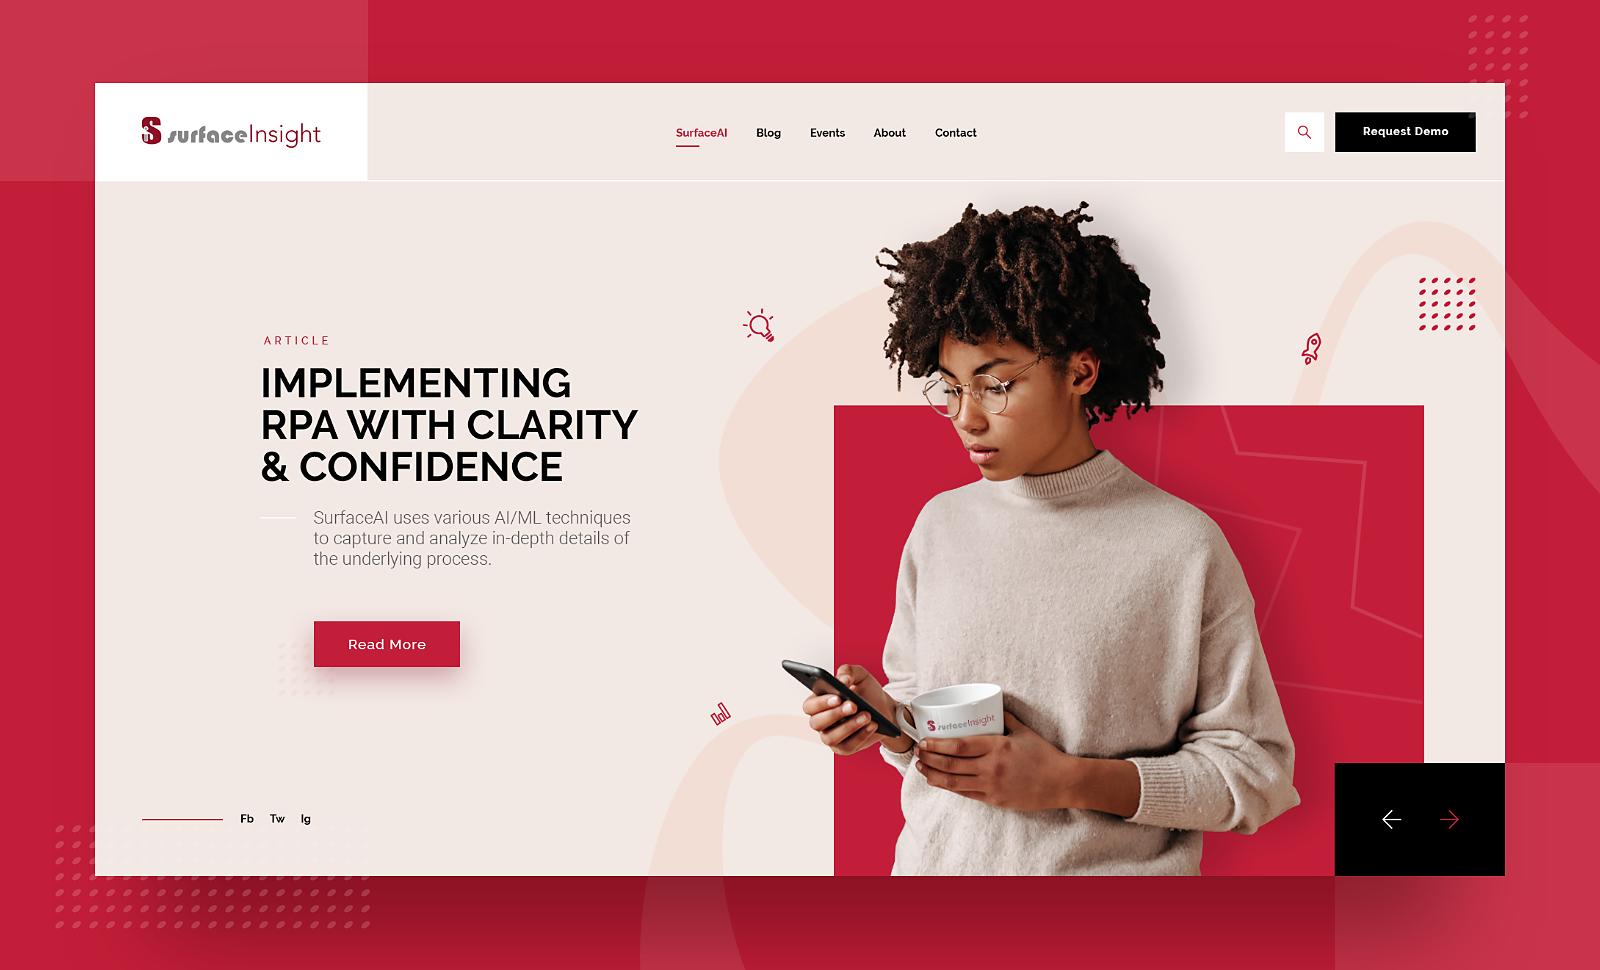 surfaceInsight
SurfaceAI
Blog
Events
About
Contact
Request Demo
ARTICLE
IMPLEMENTING
RPA WITH CLARITY
& CONFIDENCE
SurfaceAI uses various AI/ML techniques
to capture and analyze in-depth details of
the underlying process.
Read More
surfaceInsight
Fb
Tw
Ig